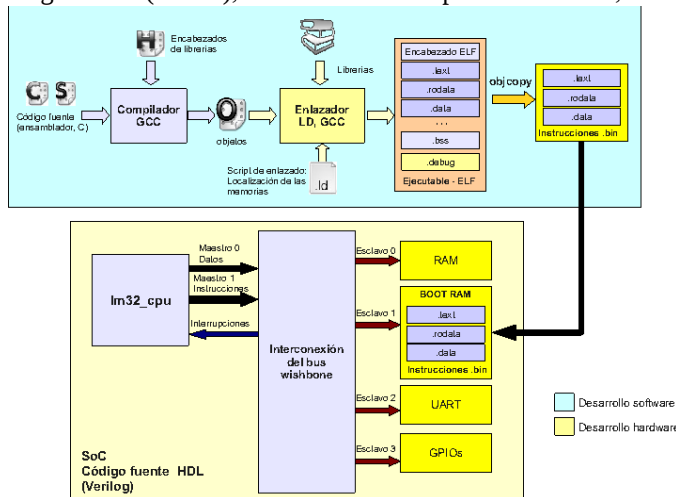 Encabezados
de librerias
Librerias
C
S
Código fuente
(ensamblador, C)
Compilador
GCC
O
objetos
Enlazador
LD, GCC
Script de enlazado:
Localización de las
memorias
.ld
Encabezado ELF
.text
.rodata
.data
...
.bss
.debug
Ejecutable - ELF
objcopy
.text
.rodata
.data
Instrucciones .bin
lm32_cpu
Maestro 0
Datos
Maestro 1
Instrucciones
Interrupciones
Interconexión
del bus
wishbone
Esclavo 0
RAM
Esclavo 1
BOOT RAM
.text
.rodata
.data
Instrucciones .bin
Esclavo 2
UART
Esclavo 3
GPIOs
SoC
Código fuente HDL
(Verilog)
Desarrollo software
Desarrollo hardware